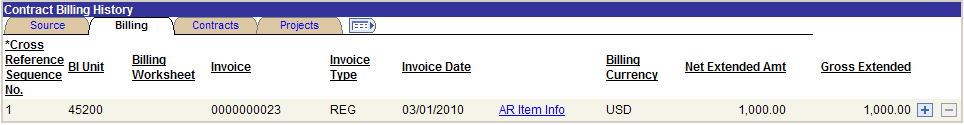 Contract Billing History
Source Billing Contracts Projects
*Cross Reference Sequence No. BI Unit Billing Worksheet Invoice Invoice Type Invoice Date Billing Currency Net Extended Amt Gross Extended
1 45200 0000000023 REG 03/01/2010 AR Item Info USD 1,000.00 1,000.00